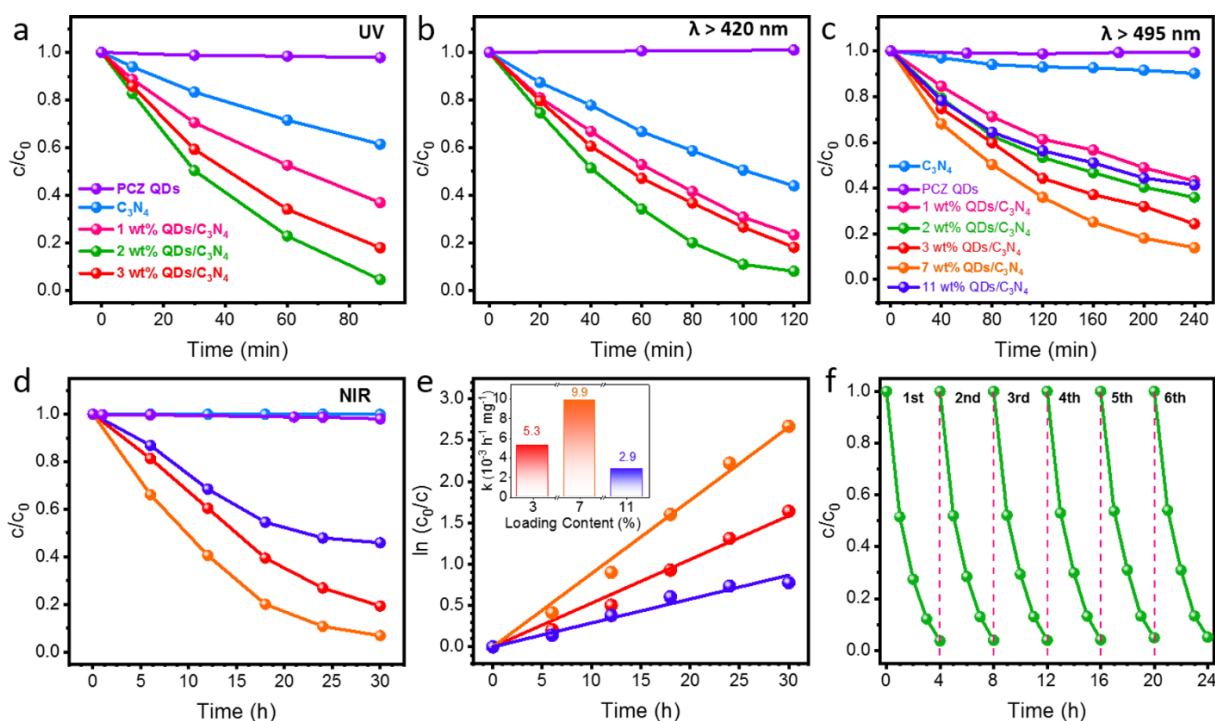 a
UV
c/c₀
1.0
0.8
0.6
0.4
0.2
0.0
PCZ QDs
C₃N₄
1 wt% QDs/C₃N₄
2 wt% QDs/C₃N₄
3 wt% QDs/C₃N₄
0 20 40 60 80
Time (min)
b
λ > 420 nm
c/c₀
1.0
0.8
0.6
0.4
0.2
0.0
0 20 40 60 80 100 120
Time (min)
c
λ > 495 nm
c/c₀
1.0
0.8
0.6
0.4
0.2
0.0
C₃N₄
PCZ QDs
1 wt% QDs/C₃N₄
2 wt% QDs/C₃N₄
3 wt% QDs/C₃N₄
7 wt% QDs/C₃N₄
11 wt% QDs/C₃N₄
0 40 80 120 160 200 240
Time (min)
d
NIR
c/c₀
1.0
0.8
0.6
0.4
0.2
0.0
0 5 10 15 20 25 30
Time (h)
e
ln (c₀/c)
3.0
2.5
2.0
1.5
1.0
0.5
0.0
k (10⁻³ h⁻¹ mg⁻¹)
10
8
6
4
2
0
5.3
9.9
2.9
3 7 11
Loading Content (%)
0 5 10 15 20 25 30
Time (h)
f
c/c₀
1.0
0.8
0.6
0.4
0.2
0.0
1st 2nd 3rd 4th 5th 6th
0 4 8 12 16 20 24
Time (h)